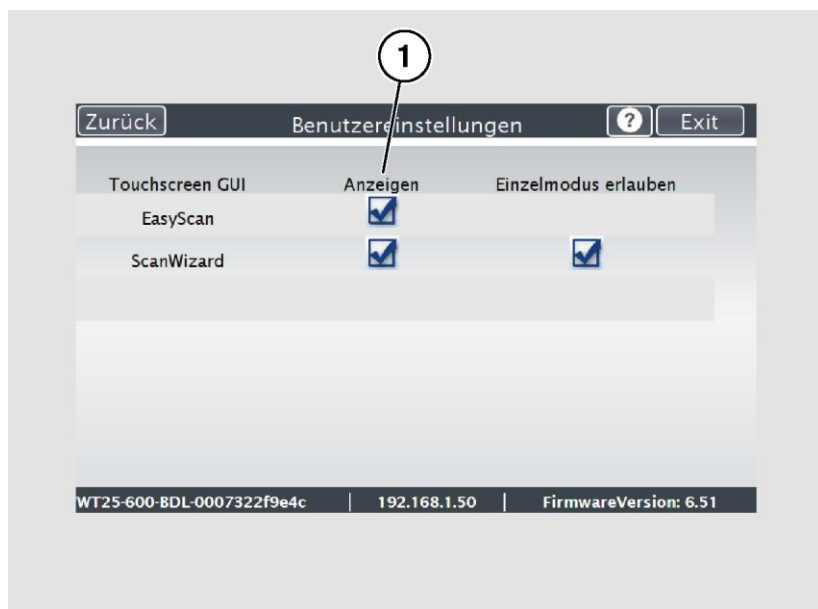 1
Zurück Benutzereinstellungen ? Exit
Touchscreen GUI Anzeigen Einzelmodus erlauben
EasyScan
ScanWizard
WT25-600-BDL-0007322f9e4c | 192.168.1.50 | FirmwareVersion: 6.51